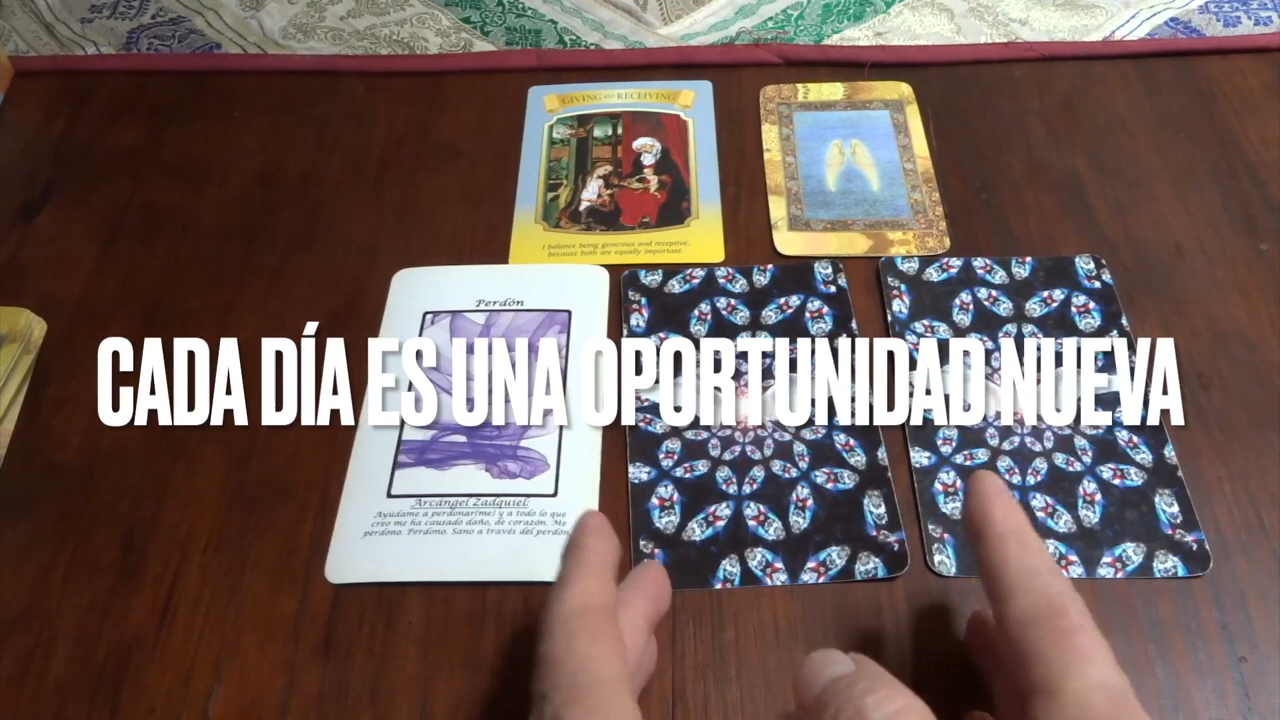 GIVING AND RECEIVING
I balance being generous and receptive,
because both are equally important.
Perdón
CADA DÍA ES UNA OPORTUNIDAD NUEVA
Arcángel Zadquiel:
Ayúdame a perdonar(me) y a todo lo que
creo me ha causado daño, de corazón. Me
perdono. Perdono. Sano a través del perdón